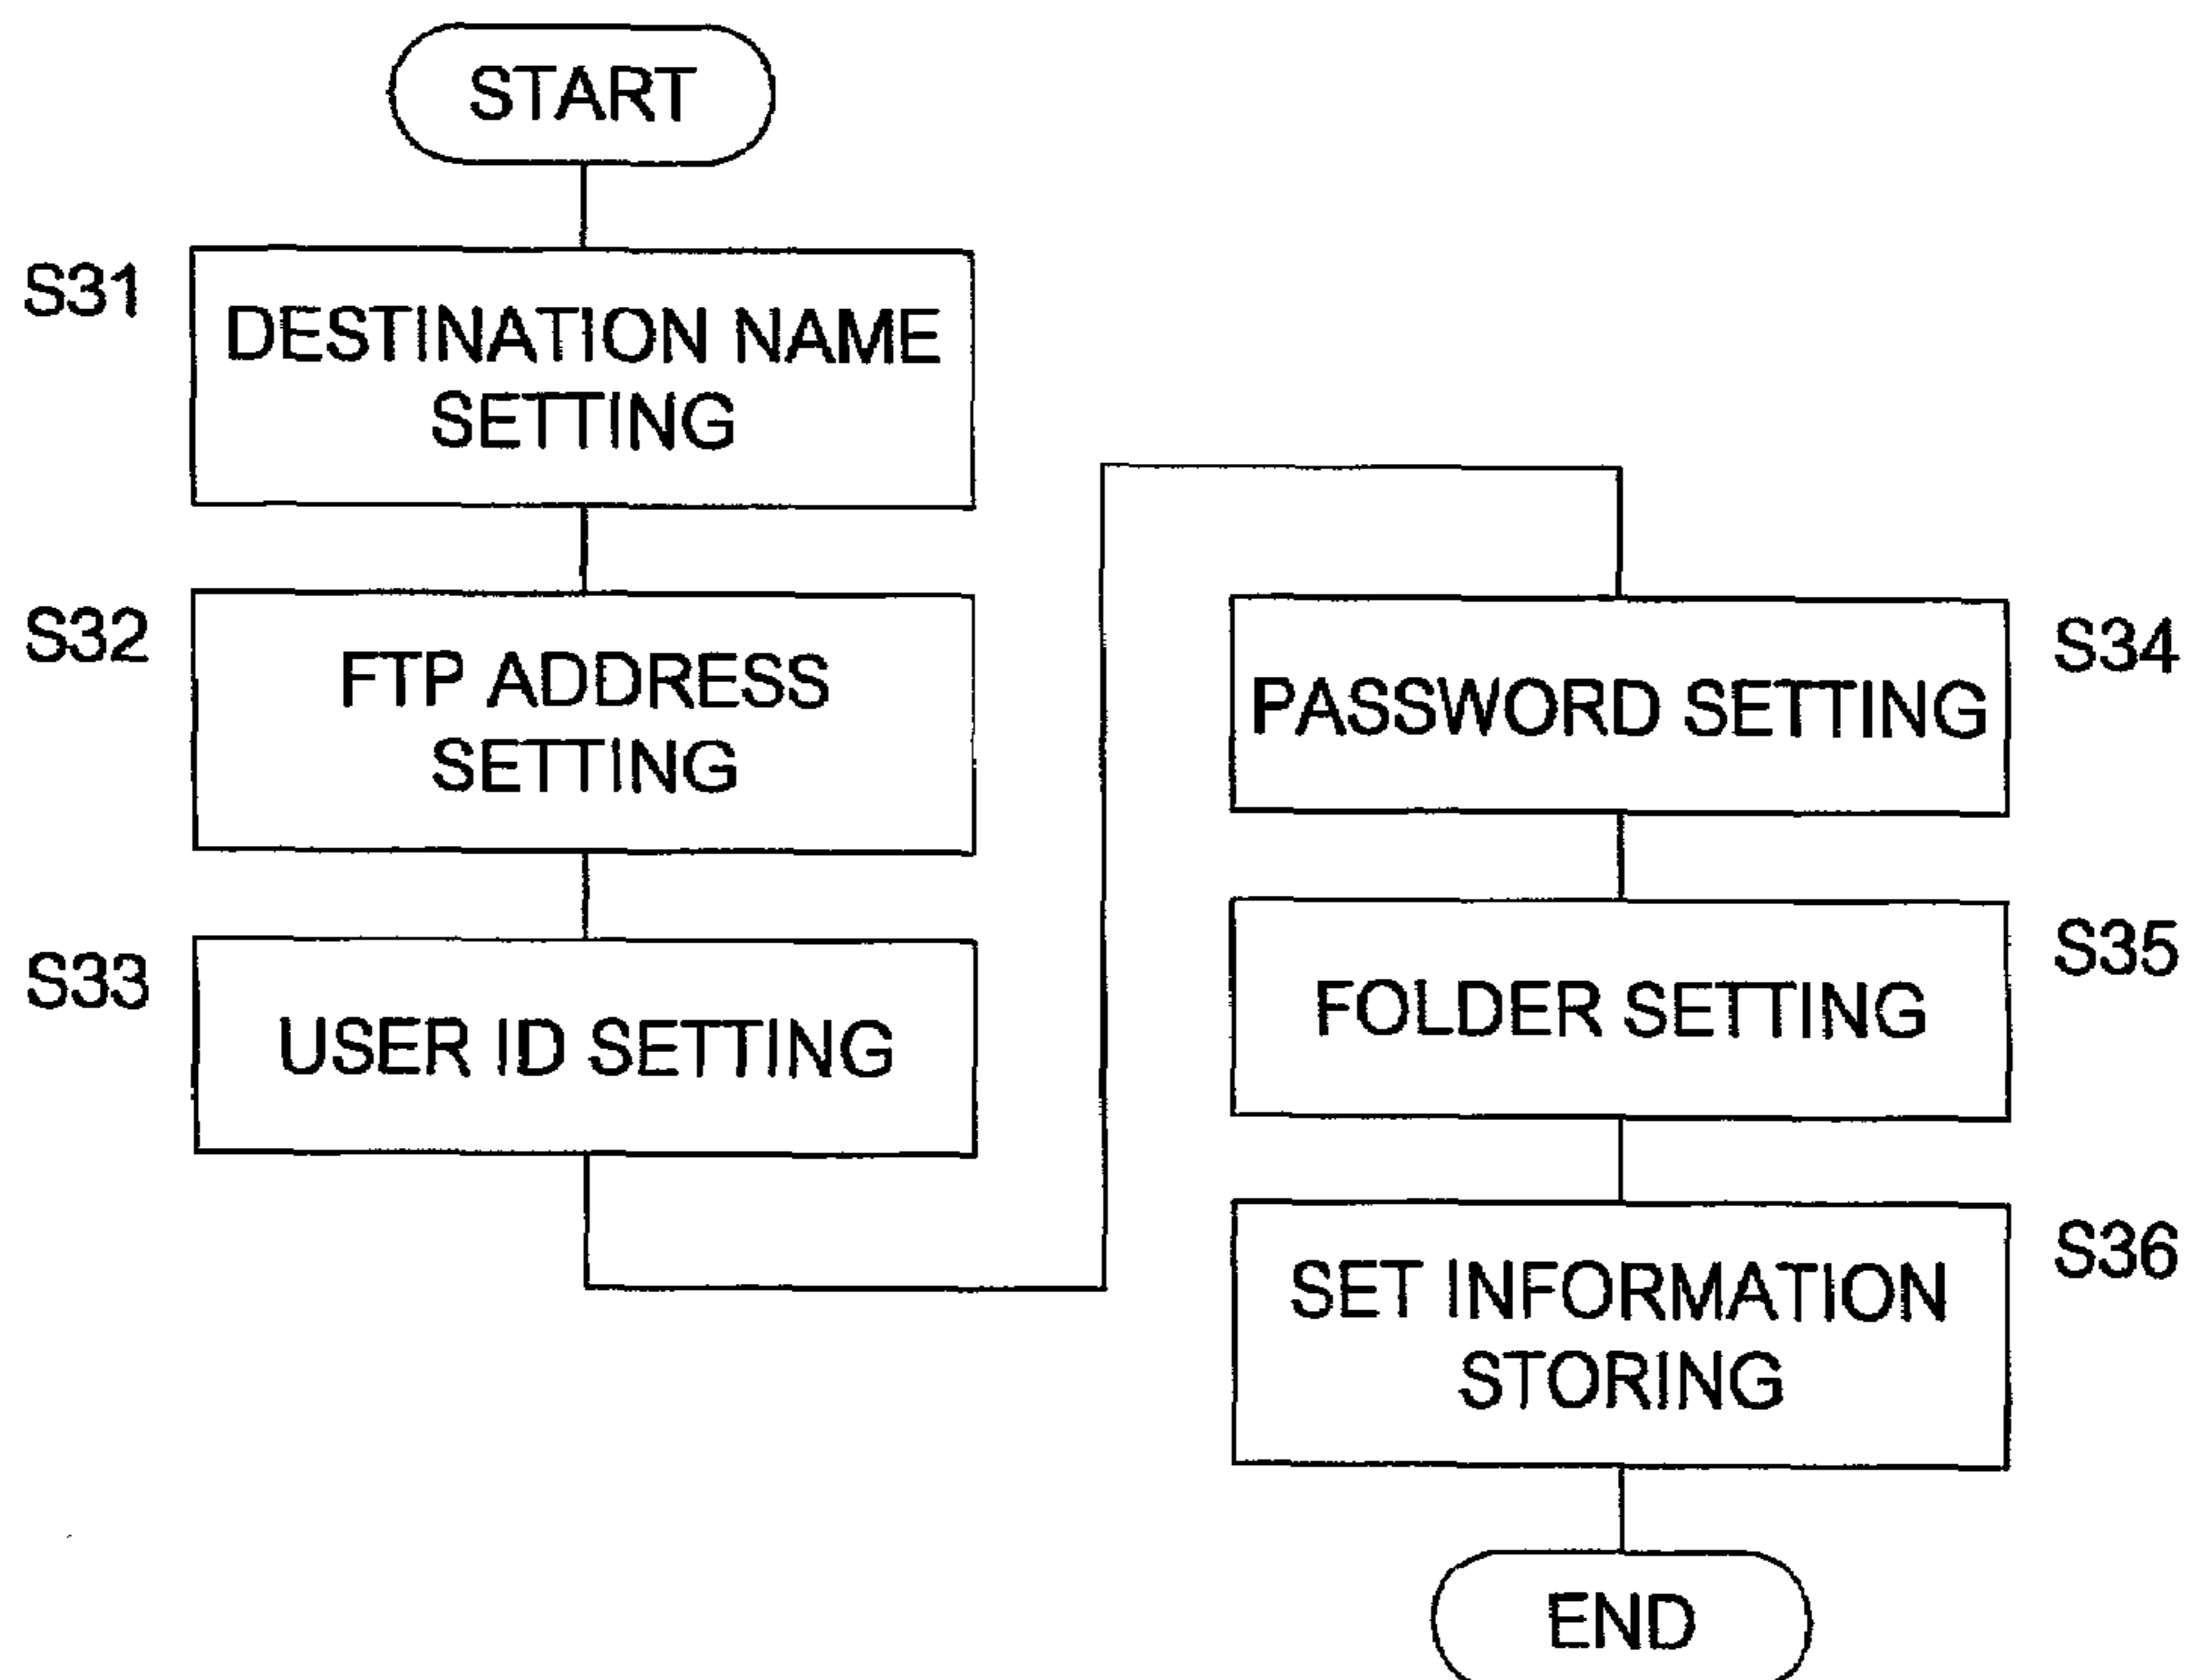 START
S31
DESTINATION NAME
SETTING
S32
FTP ADDRESS
SETTING
S33
USER ID SETTING
S34
PASSWORD SETTING
S35
FOLDER SETTING
S36
SET INFORMATION
STORING
END